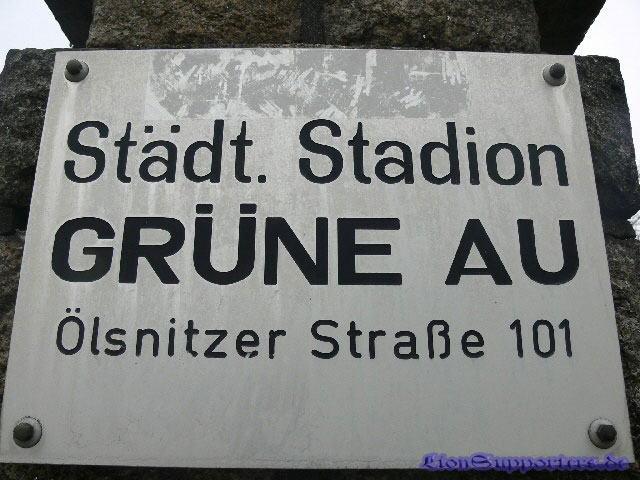 Städt. Stadion
GRÜNE AU
Ölsnitzer Straße 101
LionSupporters.de